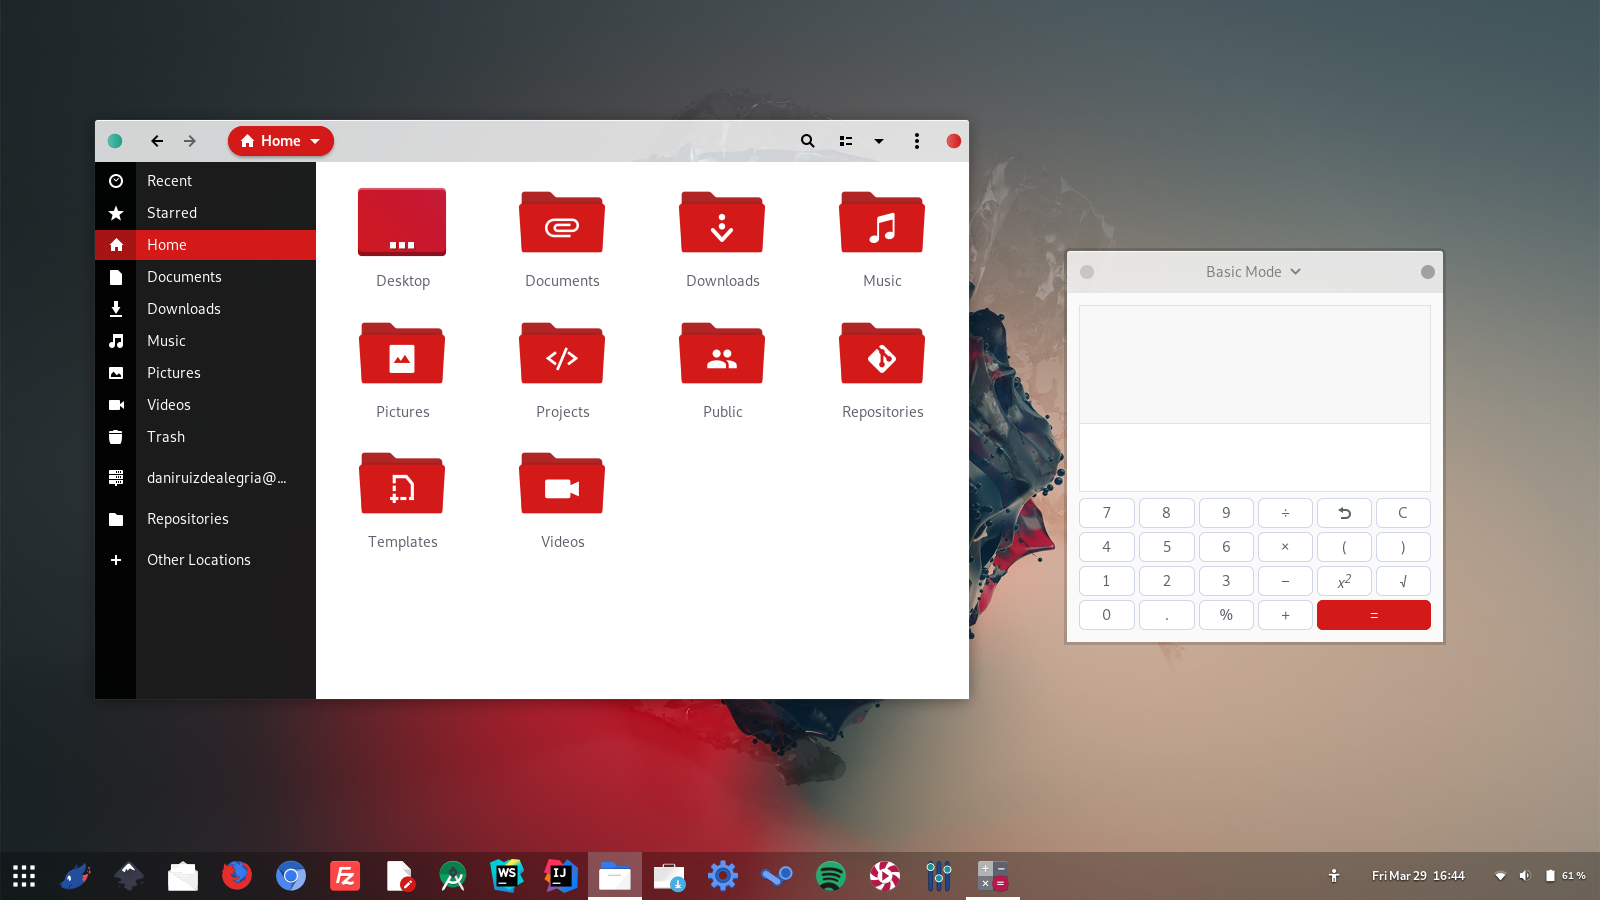 Home
Recent
Starred
Home
Documents
Downloads
Music
Pictures
Videos
Trash
daniruizdealegria@...
Repositories
Other Locations
Desktop Documents Downloads Music
Pictures Projects Public Repositories
Templates Videos
Basic Mode
7 8 9 ÷ C
4 5 6 × ( )
1 2 3 − x² √
0 . % + =
Fz WS IJ + − × = Fri Mar 29 16:44 61 %